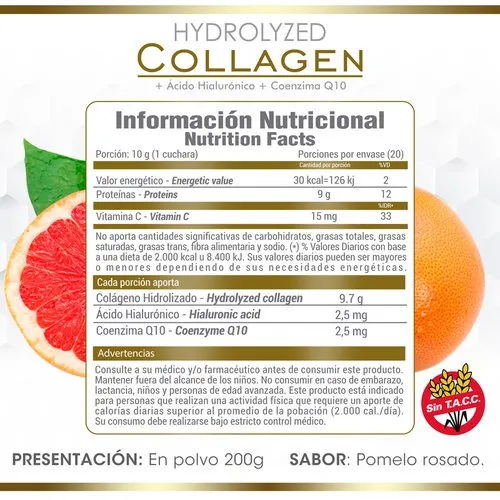 HYDROLYZED
COLLAGEN
+ Ácido Hialurónico + Coenzima Q10
Información Nutricional
Nutrition Facts
Porción: 10 g (1 cuchara) Porciones por envase (20)
Cantidad por porción %VD
Valor energético - Energetic value 30 kcal=126 kj 2
Proteínas - Proteins 9 g 12
%IDR*
Vitamina C - Vitamin C 15 mg 33
No aporta cantidades significativas de carbohidratos, grasas totales, grasas
saturadas, grasas trans, fibra alimentaria y sodio. (*) % Valores Diarios con base
a una dieta de 2.000 kcal u 8.400 kJ. Sus valores diarios pueden ser mayores
o menores dependiendo de sus necesidades energéticas.
Cada porción aporta
Colágeno Hidrolizado - Hydrolyzed collagen 9.7 g
Ácido Hialurónico - Hialuronic acid 2,5 mg
Coenzima Q10 - Coenzyme Q10 2,5 mg
Advertencias
Consulte a su médico y/o farmacéutico antes de consumir este producto.
Mantener fuera del alcance de los niños. No consumir en caso de embarazo,
lactancia, niños y personas de edad avanzada. Este producto está indicado
para personas que realizan una actividad física que requiere un aporte de
calorías diarias superior al promedio de la pobación (2.000 cal./día).
Su consumo debe realizarse bajo estricto control médico.
Sin T.A.C.C.
PRESENTACIÓN: En polvo 200g SABOR: Pomelo rosado.